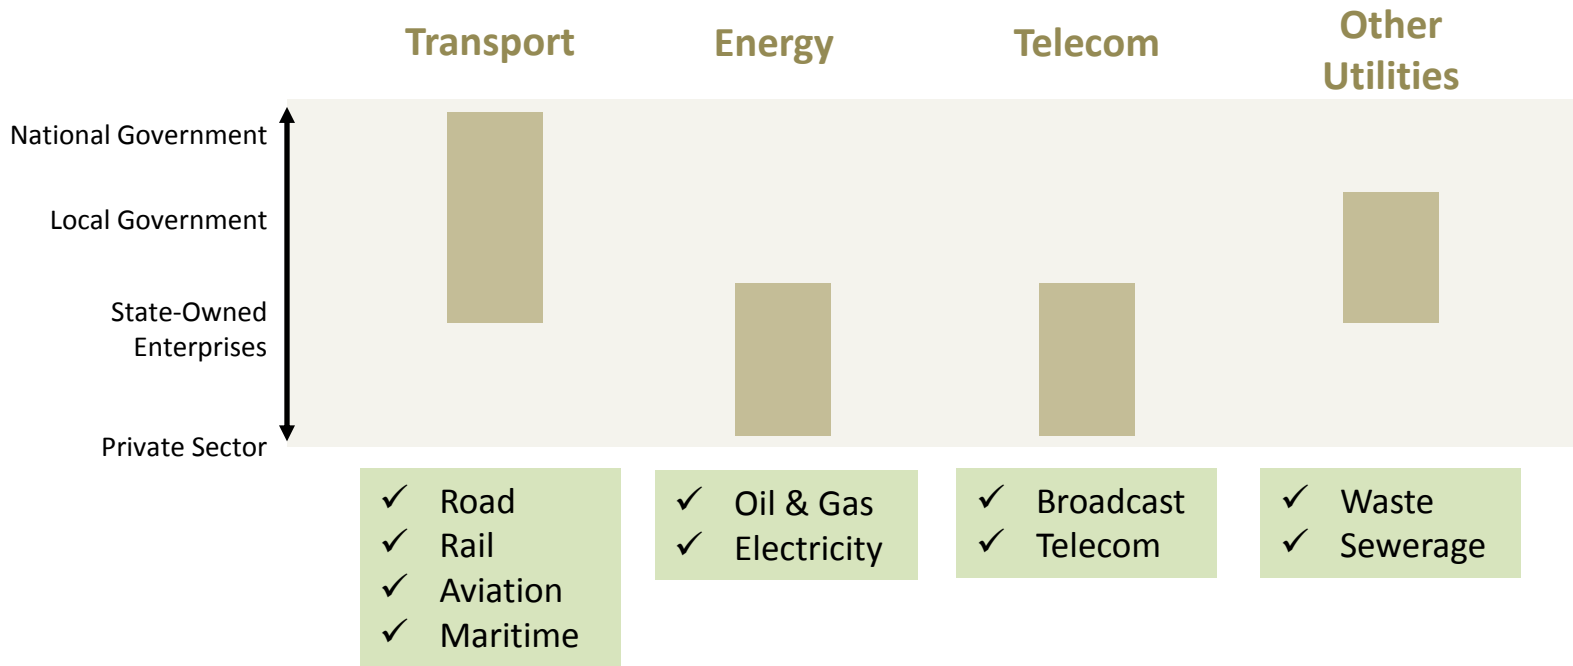 Transport
Energy
Telecom
Other
Utilities
National Government
Local Government
State-Owned
Enterprises
Private Sector
✓ Road
✓ Rail
✓ Aviation
✓ Maritime
✓ Oil & Gas
✓ Electricity
✓ Broadcast
✓ Telecom
✓ Waste
✓ Sewerage